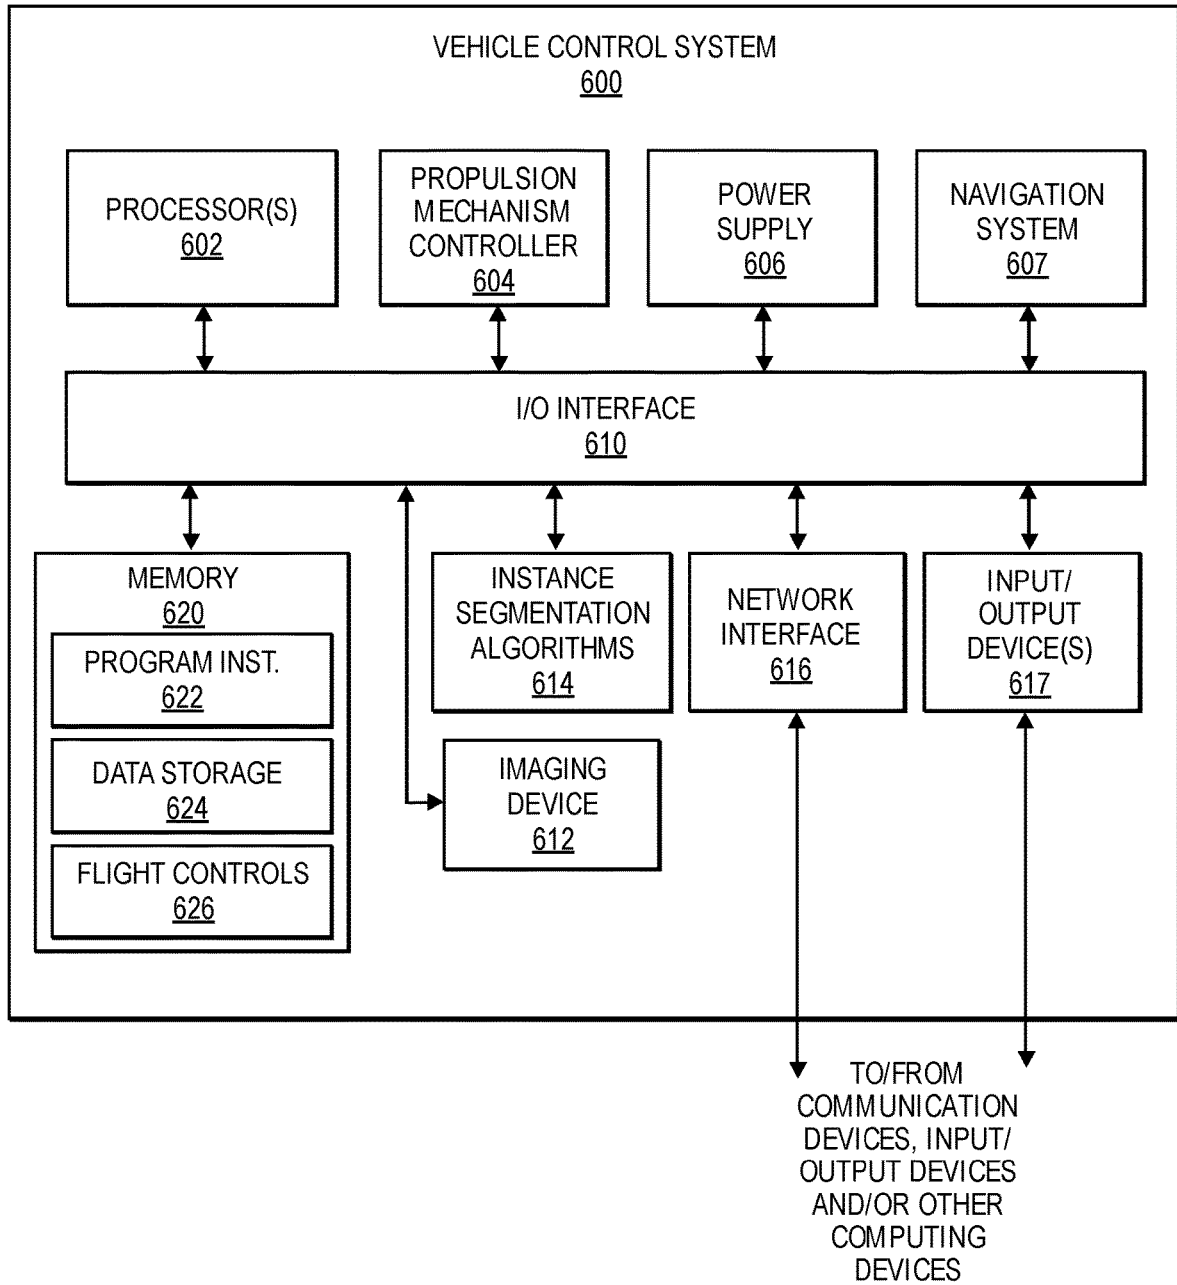 VEHICLE CONTROL SYSTEM
600
PROCESSOR(S)
602
PROPULSION
MECHANISM
CONTROLLER
604
POWER
SUPPLY
606
NAVIGATION
SYSTEM
607
I/O INTERFACE
610
MEMORY
620
PROGRAM INST.
622
DATA STORAGE
624
FLIGHT CONTROLS
626
INSTANCE
SEGMENTATION
ALGORITHMS
614
IMAGING
DEVICE
612
NETWORK
INTERFACE
616
INPUT/
OUTPUT
DEVICE(S)
617
TO/FROM
COMMUNICATION
DEVICES, INPUT/
OUTPUT DEVICES
AND/OR OTHER
COMPUTING
DEVICES